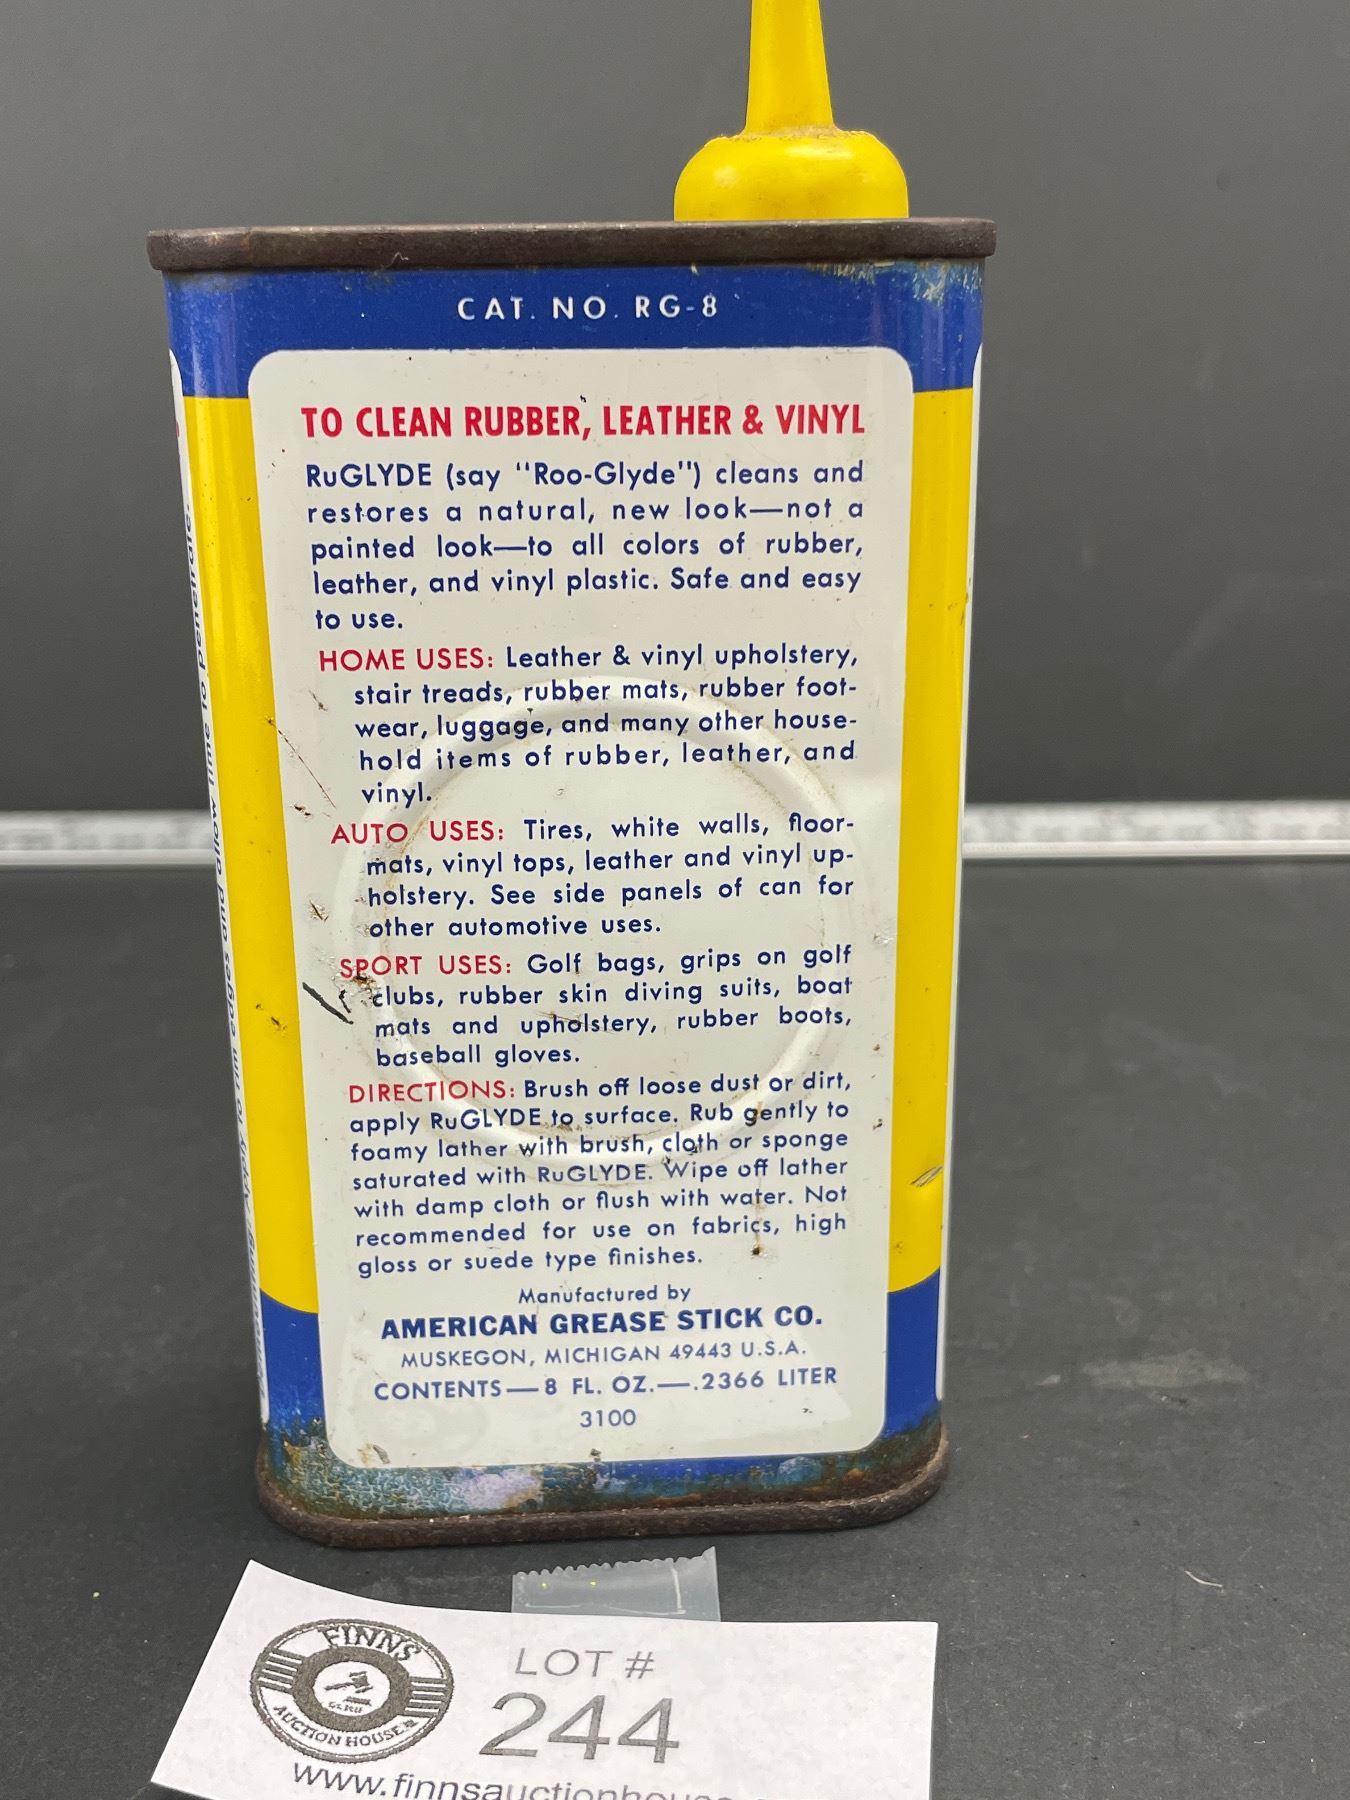 CAT. NO. RG-8
TO CLEAN RUBBER, LEATHER & VINYL
RuGLYDE (say "Roo-Glyde") cleans and
restores a natural, new look—not a
painted look—to all colors of rubber,
leather, and vinyl plastic. Safe and easy
to use.
HOME USES: Leather & vinyl upholstery,
stair treads, rubber mats, rubber foot-
wear, luggage, and many other house-
hold items of rubber, leather, and
vinyl.
AUTO USES: Tires, white walls, floor-
mats, vinyl tops, leather and vinyl up-
holstery. See side panels of can for
other automotive uses.
SPORT USES: Golf bags, grips on golf
clubs, rubber skin diving suits, boat
mats and upholstery, rubber boots,
baseball gloves.
DIRECTIONS: Brush off loose dust or dirt,
apply RuGLYDE to surface. Rub gently to
foamy lather with brush, cloth or sponge
saturated with RuGLYDE. Wipe off lather
with damp cloth or flush with water. Not
recommended for use on fabrics, high
gloss or suede type finishes.
Manufactured by
AMERICAN GREASE STICK CO.
MUSKEGON, MICHIGAN 49443 U.S.A.
CONTENTS—8 FL. OZ.—.2366 LITER
3100
edges and allow time to penetrate.
FINNS
AUCTION HOUSE
LOT #
244
www.finnsauctionhou